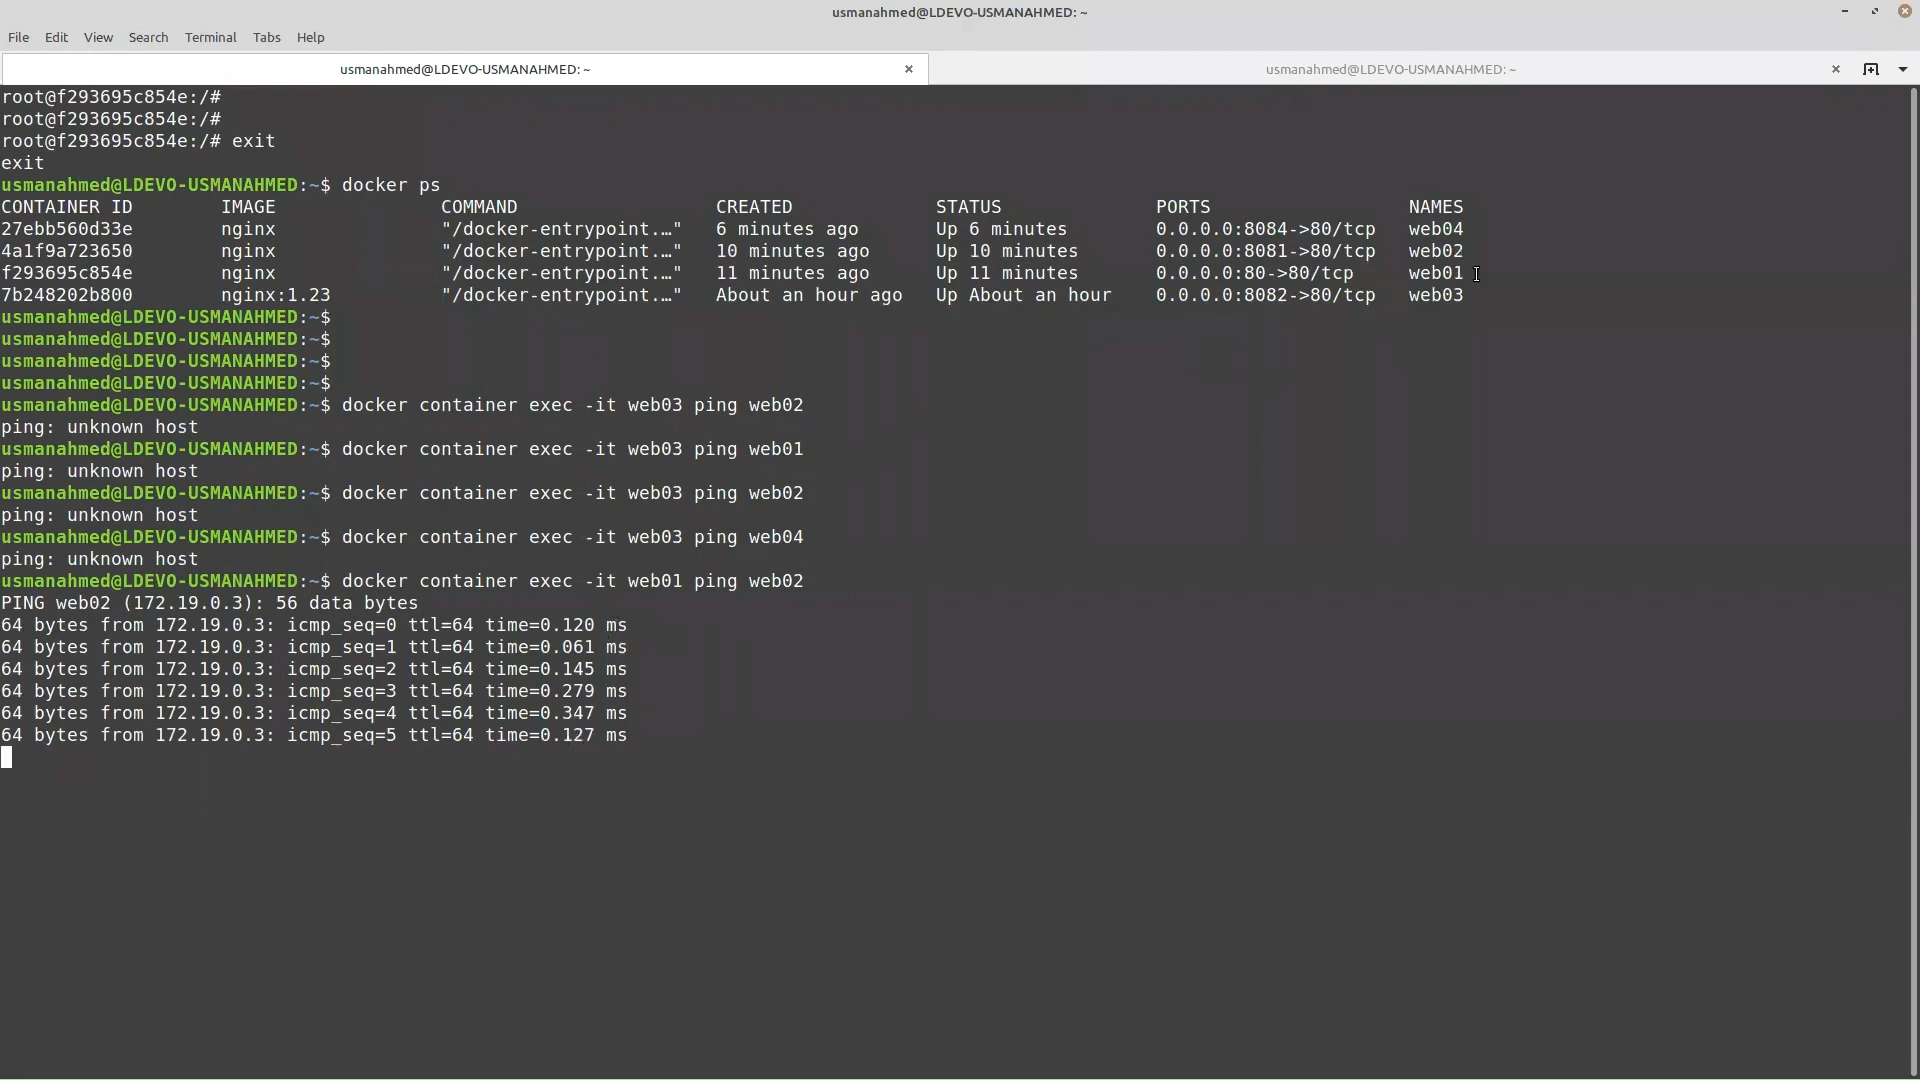 usmanahmed@LDEVO-USMANAHMED: ~
File Edit View Search Terminal Tabs Help
usmanahmed@LDEVO-USMANAHMED: ~ usmanahmed@LDEVO-USMANAHMED: ~
root@f293695c854e:/#
root@f293695c854e:/#
root@f293695c854e:/# exit
exit
usmanahmed@LDEVO-USMANAHMED:~$ docker ps
CONTAINER ID IMAGE COMMAND CREATED STATUS PORTS NAMES
27ebb560d33e nginx "/docker-entrypoint.…" 6 minutes ago Up 6 minutes 0.0.0.0:8084->80/tcp web04
4a1f9a723650 nginx "/docker-entrypoint.…" 10 minutes ago Up 10 minutes 0.0.0.0:8081->80/tcp web02
f293695c854e nginx "/docker-entrypoint.…" 11 minutes ago Up 11 minutes 0.0.0.0:80->80/tcp web01
7b248202b800 nginx:1.23 "/docker-entrypoint.…" About an hour ago Up About an hour 0.0.0.0:8082->80/tcp web03
usmanahmed@LDEVO-USMANAHMED:~$
usmanahmed@LDEVO-USMANAHMED:~$
usmanahmed@LDEVO-USMANAHMED:~$
usmanahmed@LDEVO-USMANAHMED:~$
usmanahmed@LDEVO-USMANAHMED:~$ docker container exec -it web03 ping web02
ping: unknown host
usmanahmed@LDEVO-USMANAHMED:~$ docker container exec -it web03 ping web01
ping: unknown host
usmanahmed@LDEVO-USMANAHMED:~$ docker container exec -it web03 ping web02
ping: unknown host
usmanahmed@LDEVO-USMANAHMED:~$ docker container exec -it web03 ping web04
ping: unknown host
usmanahmed@LDEVO-USMANAHMED:~$ docker container exec -it web01 ping web02
PING web02 (172.19.0.3): 56 data bytes
64 bytes from 172.19.0.3: icmp_seq=0 ttl=64 time=0.120 ms
64 bytes from 172.19.0.3: icmp_seq=1 ttl=64 time=0.061 ms
64 bytes from 172.19.0.3: icmp_seq=2 ttl=64 time=0.145 ms
64 bytes from 172.19.0.3: icmp_seq=3 ttl=64 time=0.279 ms
64 bytes from 172.19.0.3: icmp_seq=4 ttl=64 time=0.347 ms
64 bytes from 172.19.0.3: icmp_seq=5 ttl=64 time=0.127 ms